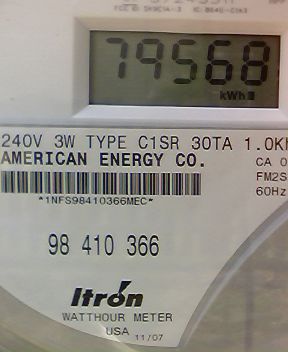 79568
kWh
240V 3W TYPE C1SR 30TA 1.0K
AMERICAN ENERGY CO.
CA 0
FM2S
60Hz
*1NFS98410366MEC*
98 410 366
Itron
WATTHOUR METER
USA 11/07